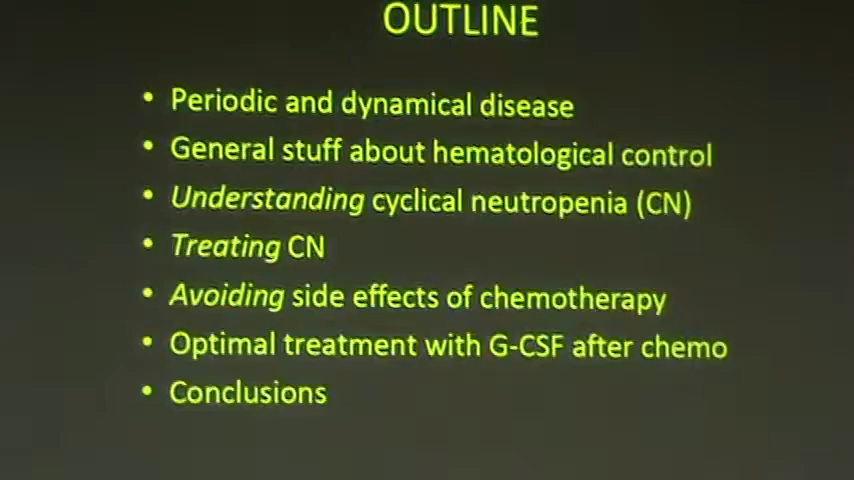 OUTLINE
• Periodic and dynamical disease
• General stuff about hematological control
• Understanding cyclical neutropenia (CN)
• Treating CN
• Avoiding side effects of chemotherapy
• Optimal treatment with G-CSF after chemo
• Conclusions